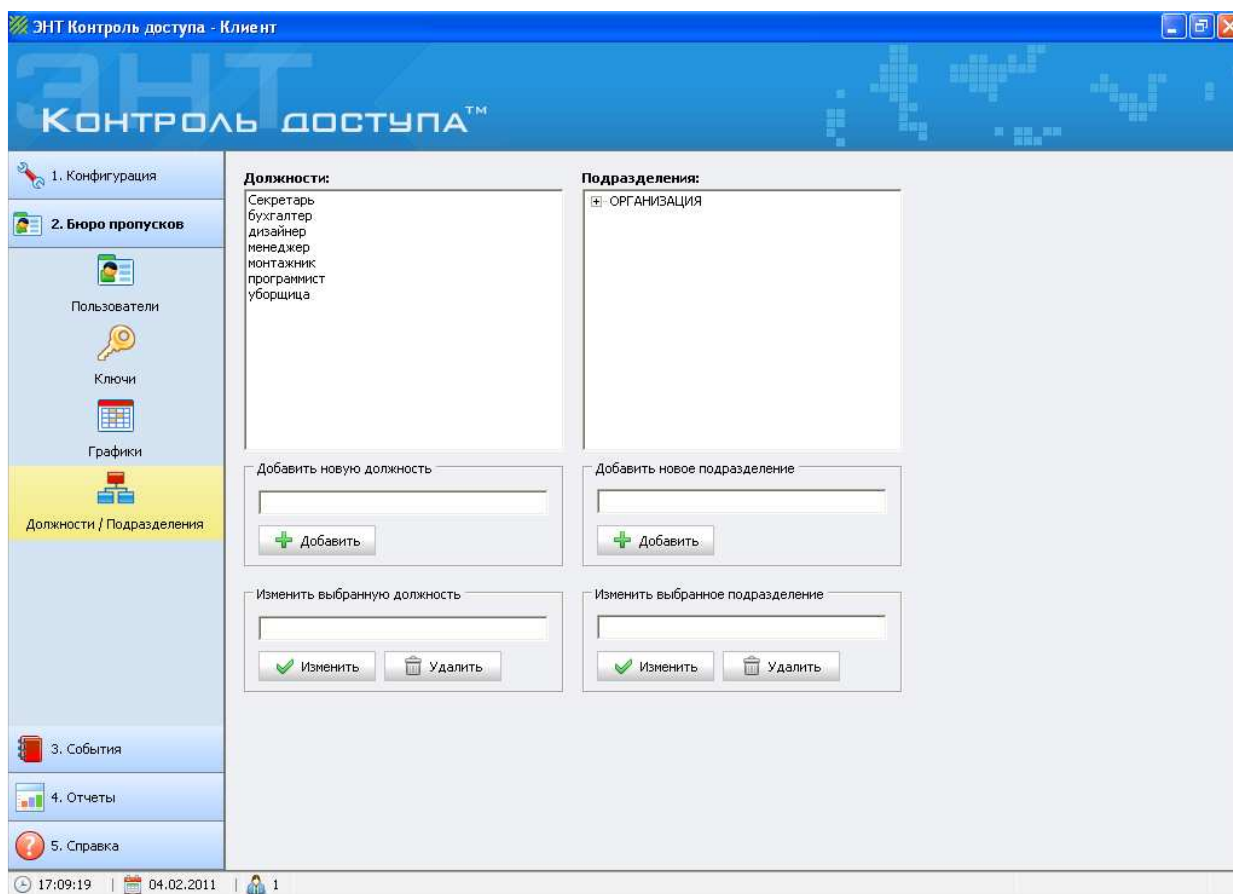 ЭНТ Контроль доступа - Клиент
ЭНТ
КОНТРОЛЬ ДОСТУПА™
1. Конфигурация
2. Бюро пропусков
Пользователи
Ключи
Графики
Должности / Подразделения
3. События
4. Отчеты
5. Справка
Должности:
Секретарь
бухгалтер
дизайнер
менеджер
монтажник
программист
уборщица
Подразделения:
ОРГАНИЗАЦИЯ
Добавить новую должность
Добавить
Добавить новое подразделение
Добавить
Изменить выбранную должность
Изменить Удалить
Изменить выбранное подразделение
Изменить Удалить
17:09:19 | 04.02.2011 | 1